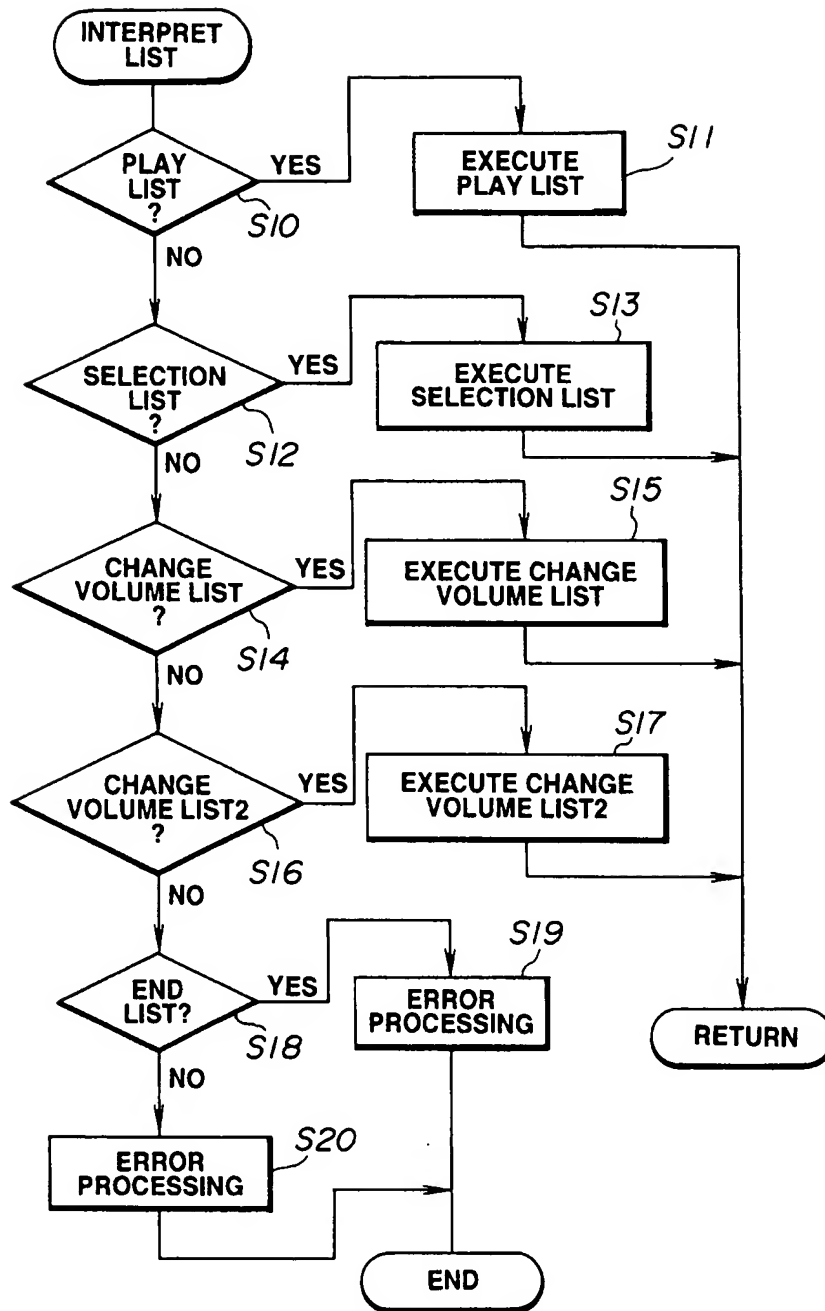 INTERPRET
LIST
PLAY
LIST
?
YES
S10
NO
EXECUTE
PLAY LIST
S11
SELECTION
LIST
?
YES
S12
NO
S13
EXECUTE
SELECTION LIST
CHANGE
VOLUME LIST
?
YES
S14
NO
S15
EXECUTE CHANGE
VOLUME LIST
CHANGE
VOLUME LIST2
?
YES
S16
NO
S17
EXECUTE CHANGE
VOLUME LIST2
END
LIST?
YES
S18
NO
S19
ERROR
PROCESSING
RETURN
S20
ERROR
PROCESSING
END